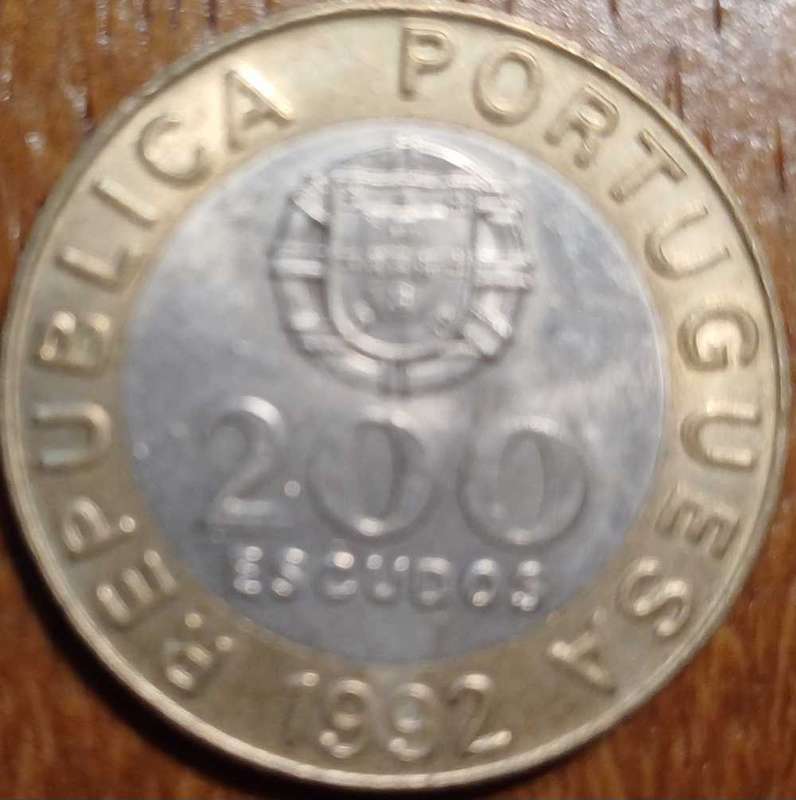 REPUBLICA PORTUGUESA
200
ESCUDOS
1992